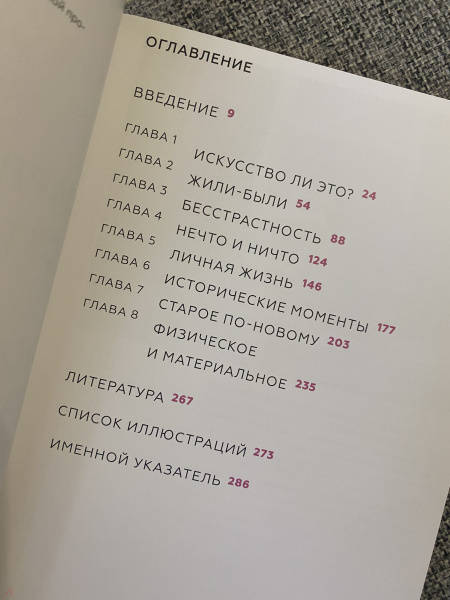 ной про-
ОГЛАВЛЕНИЕ
ВВЕДЕНИЕ 9
ГЛАВА 1 ИСКУССТВО ЛИ ЭТО? 24
ГЛАВА 2 ЖИЛИ-БЫЛИ 54
ГЛАВА 3 БЕССТРАСТНОСТЬ 88
ГЛАВА 4 НЕЧТО И НИЧТО 124
ГЛАВА 5 ЛИЧНАЯ ЖИЗНЬ 146
ГЛАВА 6 ИСТОРИЧЕСКИЕ МОМЕНТЫ 177
ГЛАВА 7 СТАРОЕ ПО-НОВОМУ 203
ГЛАВА 8 ФИЗИЧЕСКОЕ
И МАТЕРИАЛЬНОЕ 235
ЛИТЕРАТУРА 267
СПИСОК ИЛЛЮСТРАЦИЙ 273
ИМЕННОЙ УКАЗАТЕЛЬ 286